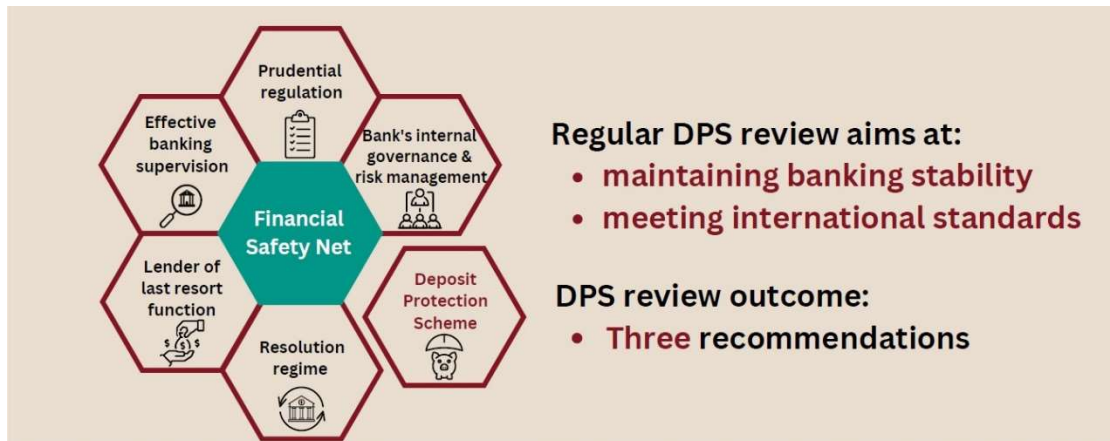 Prudential
regulation
Effective
banking
supervision
Bank's internal
governance &
risk management
Financial
Safety Net
Lender of
last resort
function
$ $ $
Deposit
Protection
Scheme
Resolution
regime
Regular DPS review aims at:
• maintaining banking stability
• meeting international standards
DPS review outcome:
• Three recommendations